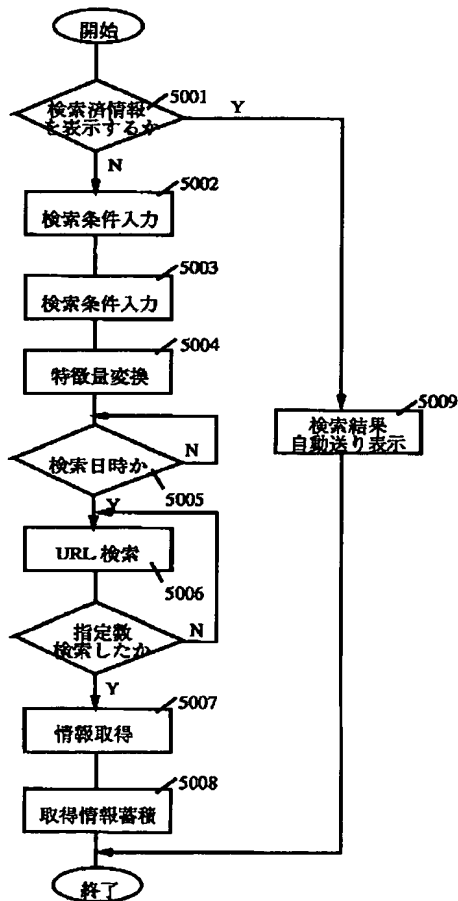 開始
5001
検索済情報
を表示するか
Y
N
5002
検索条件入力
5003
検索条件入力
5004
特徴量変換
検索日時か
N
5005
Y
URL 検索
5006
指定数
検索したか
N
Y
5007
情報取得
5008
取得情報蓄積
5009
検索結果
自動送り表示
終了